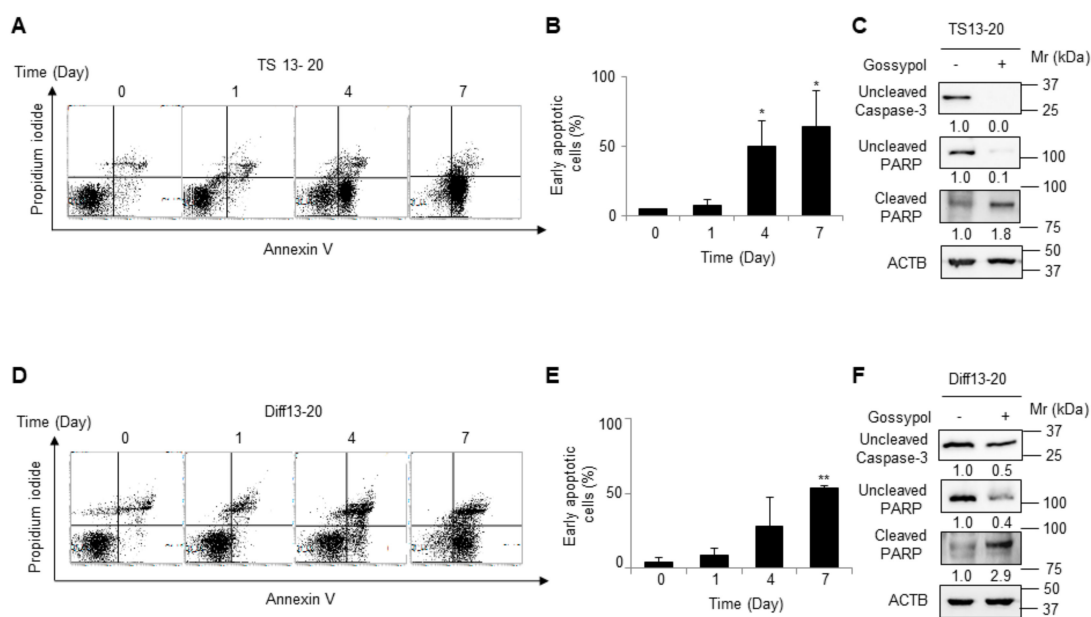 A
Time (Day)
TS 13- 20
0 1 4 7
Propidium iodide
Annexin V
B
Early apoptotic
cells (%)
100
50
0
*
*
0 1 4 7
Time (Day)
C
TS13-20
Gossypol - + Mr (kDa)
Uncleaved
Caspase-3
37
25
1.0 0.0
Uncleaved
PARP
100
1.0 0.1
Cleaved
PARP
100
75
1.0 1.8
ACTB
50
37
D
Time (Day)
Diff13-20
0 1 4 7
Propidium iodide
Annexin V
E
Early apoptotic
cells (%)
100
50
0
**
0 1 4 7
Time (Day)
F
Diff13-20
Gossypol - + Mr (kDa)
Uncleaved
Caspase-3
37
25
1.0 0.5
Uncleaved
PARP
100
1.0 0.4
Cleaved
PARP
100
75
1.0 2.9
ACTB
50
37